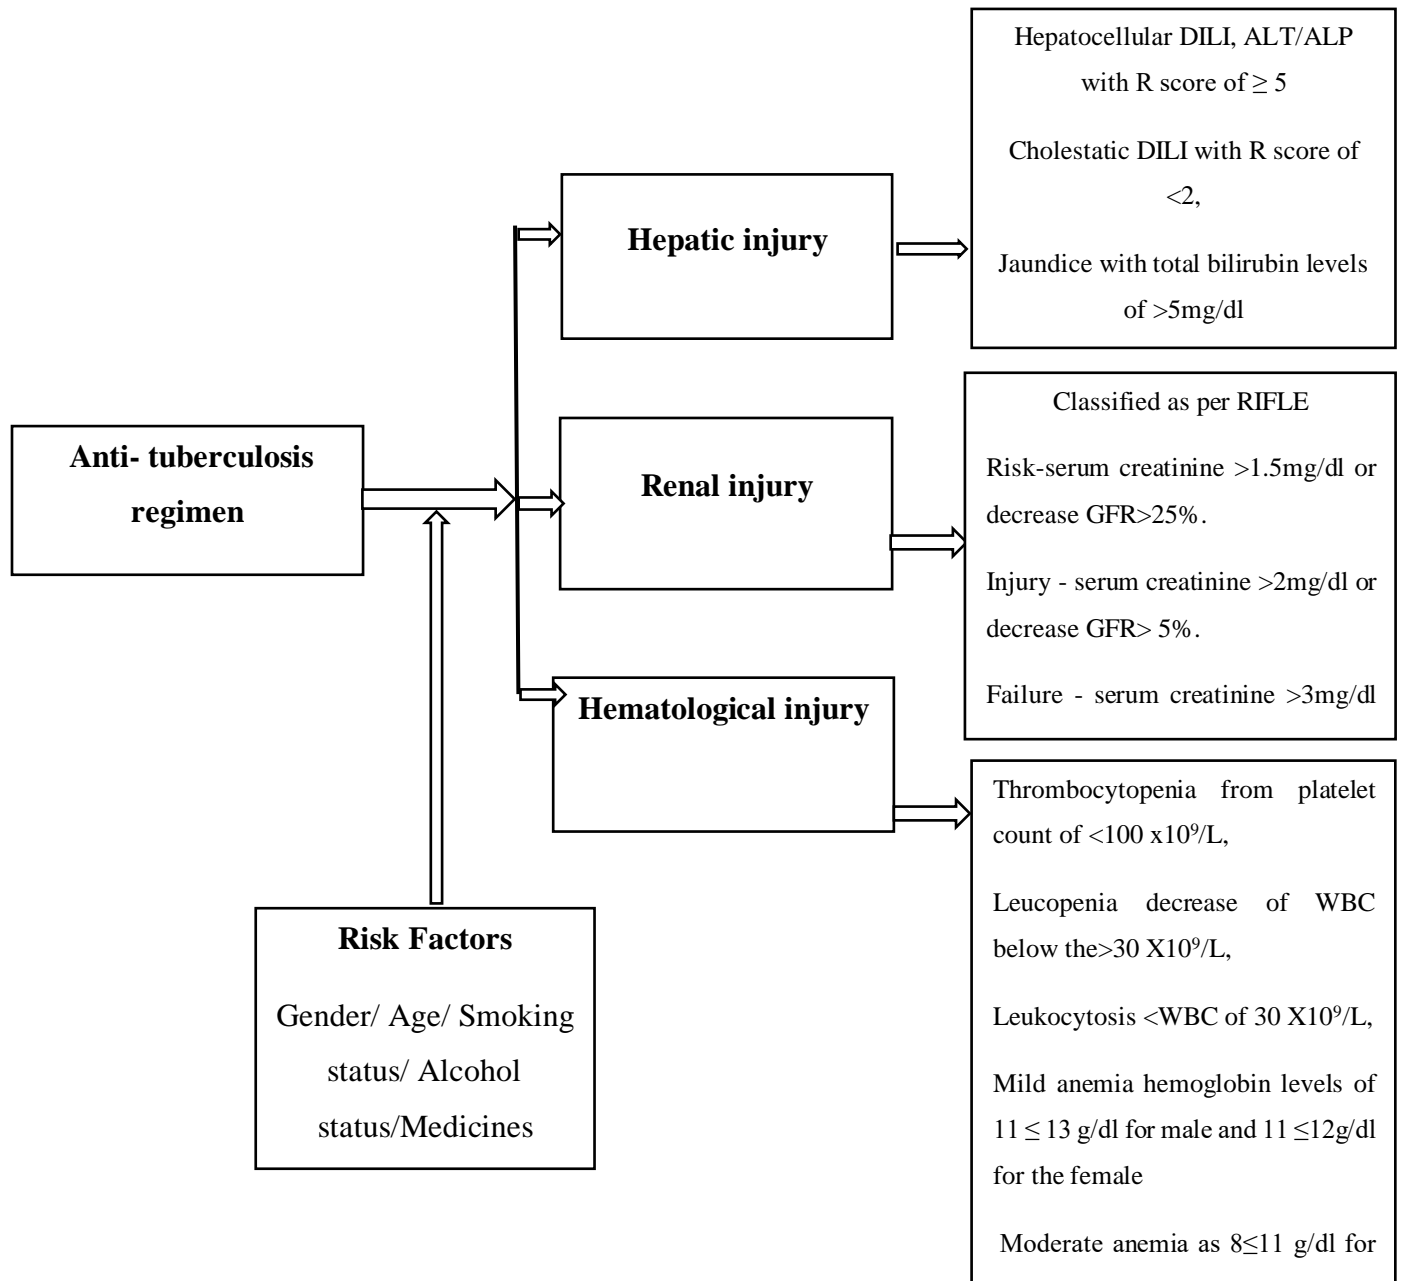 Anti- tuberculosis
regimen
Risk Factors
Gender/ Age/ Smoking
status/ Alcohol
status/Medicines
Hepatic injury
Renal injury
Hematological injury
Hepatocellular DILI, ALT/ALP
with R score of ≥ 5
Cholestatic DILI with R score of
<2,
Jaundice with total bilirubin levels
of >5mg/dl
Classified as per RIFLE
Risk-serum creatinine >1.5mg/dl or
decrease GFR>25%.
Injury - serum creatinine >2mg/dl or
decrease GFR> 5%.
Failure - serum creatinine >3mg/dl
Thrombocytopenia from platelet
count of <100 x10⁹/L,
Leucopenia decrease of WBC
below the>30 X10⁹/L,
Leukocytosis <WBC of 30 X10⁹/L,
Mild anemia hemoglobin levels of
11 ≤ 13 g/dl for male and 11 ≤12g/dl
for the female
Moderate anemia as 8≤11 g/dl for